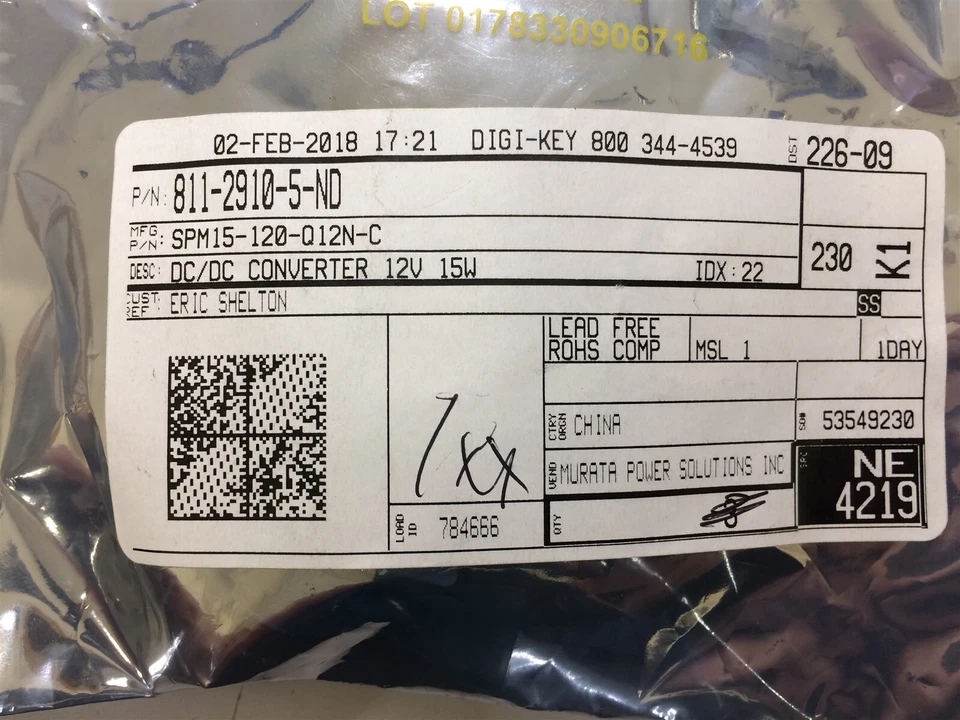 LOT 0178330906716
02-FEB-2018 17:21 DIGI-KEY 800 344-4539 DST 226-09
P/N: 811-2910-5-ND
MFG P/N: SPM15-120-Q12N-C
230 K1
DESC: DC/DC CONVERTER 12V 15W IDX: 22
CUST REF: ERIC SHELTON
SS
LEAD FREE
ROHS COMP MSL 1 1DAY
CTRY ORGN CHINA SO# 53549230
VEND MURATA POWER SOLUTIONS INC
SRC NE
4219
LOAD ID 784666
QTY